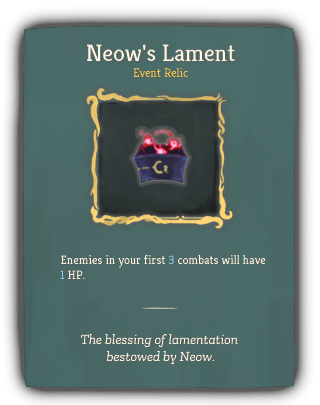 Neow's Lament
Event Relic
Enemies in your first 3 combats will have
1 HP.
The blessing of lamentation
bestowed by Neow.